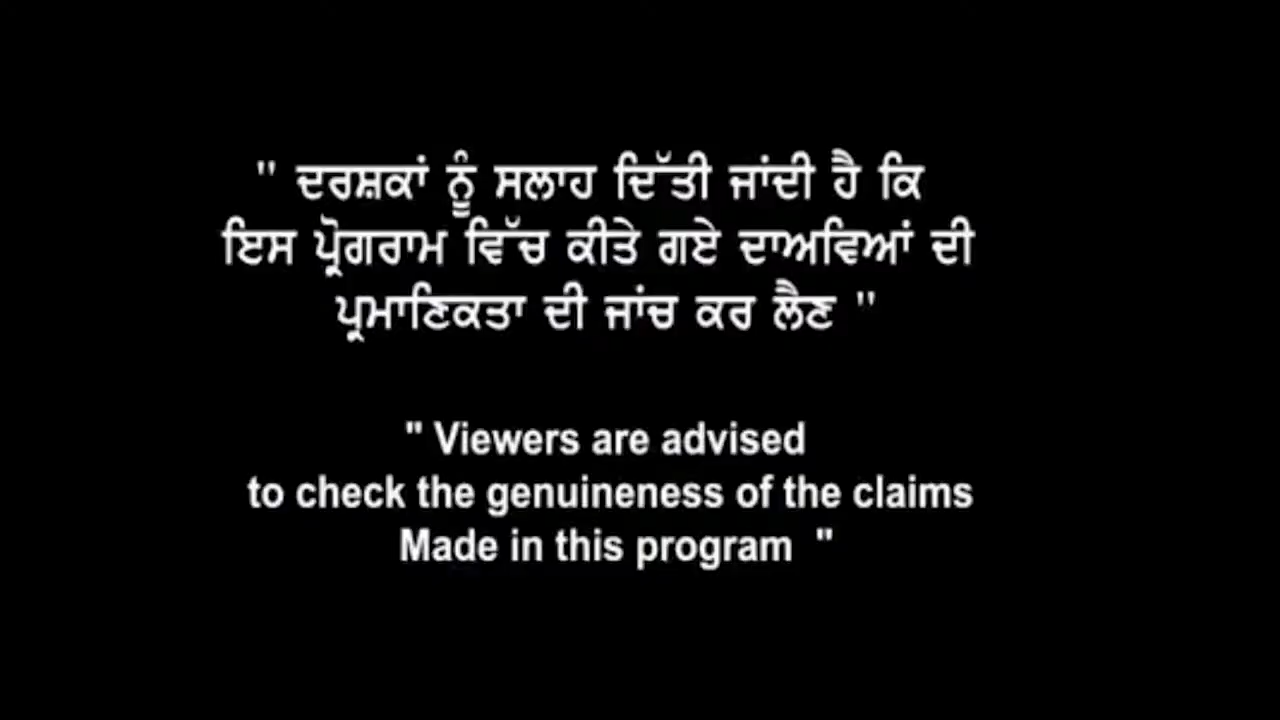 " ਦਰਸ਼ਕਾਂ ਨੂੰ ਸਲਾਹ ਦਿੱਤੀ ਜਾਂਦੀ ਹੈ ਕਿ
ਇਸ ਪ੍ਰੋਗਰਾਮ ਵਿੱਚ ਕੀਤੇ ਗਏ ਦਾਅਵਿਆਂ ਦੀ
ਪ੍ਰਮਾਣਿਕਤਾ ਦੀ ਜਾਂਚ ਕਰ ਲੈਣ "
" Viewers are advised
to check the genuineness of the claims
Made in this program "